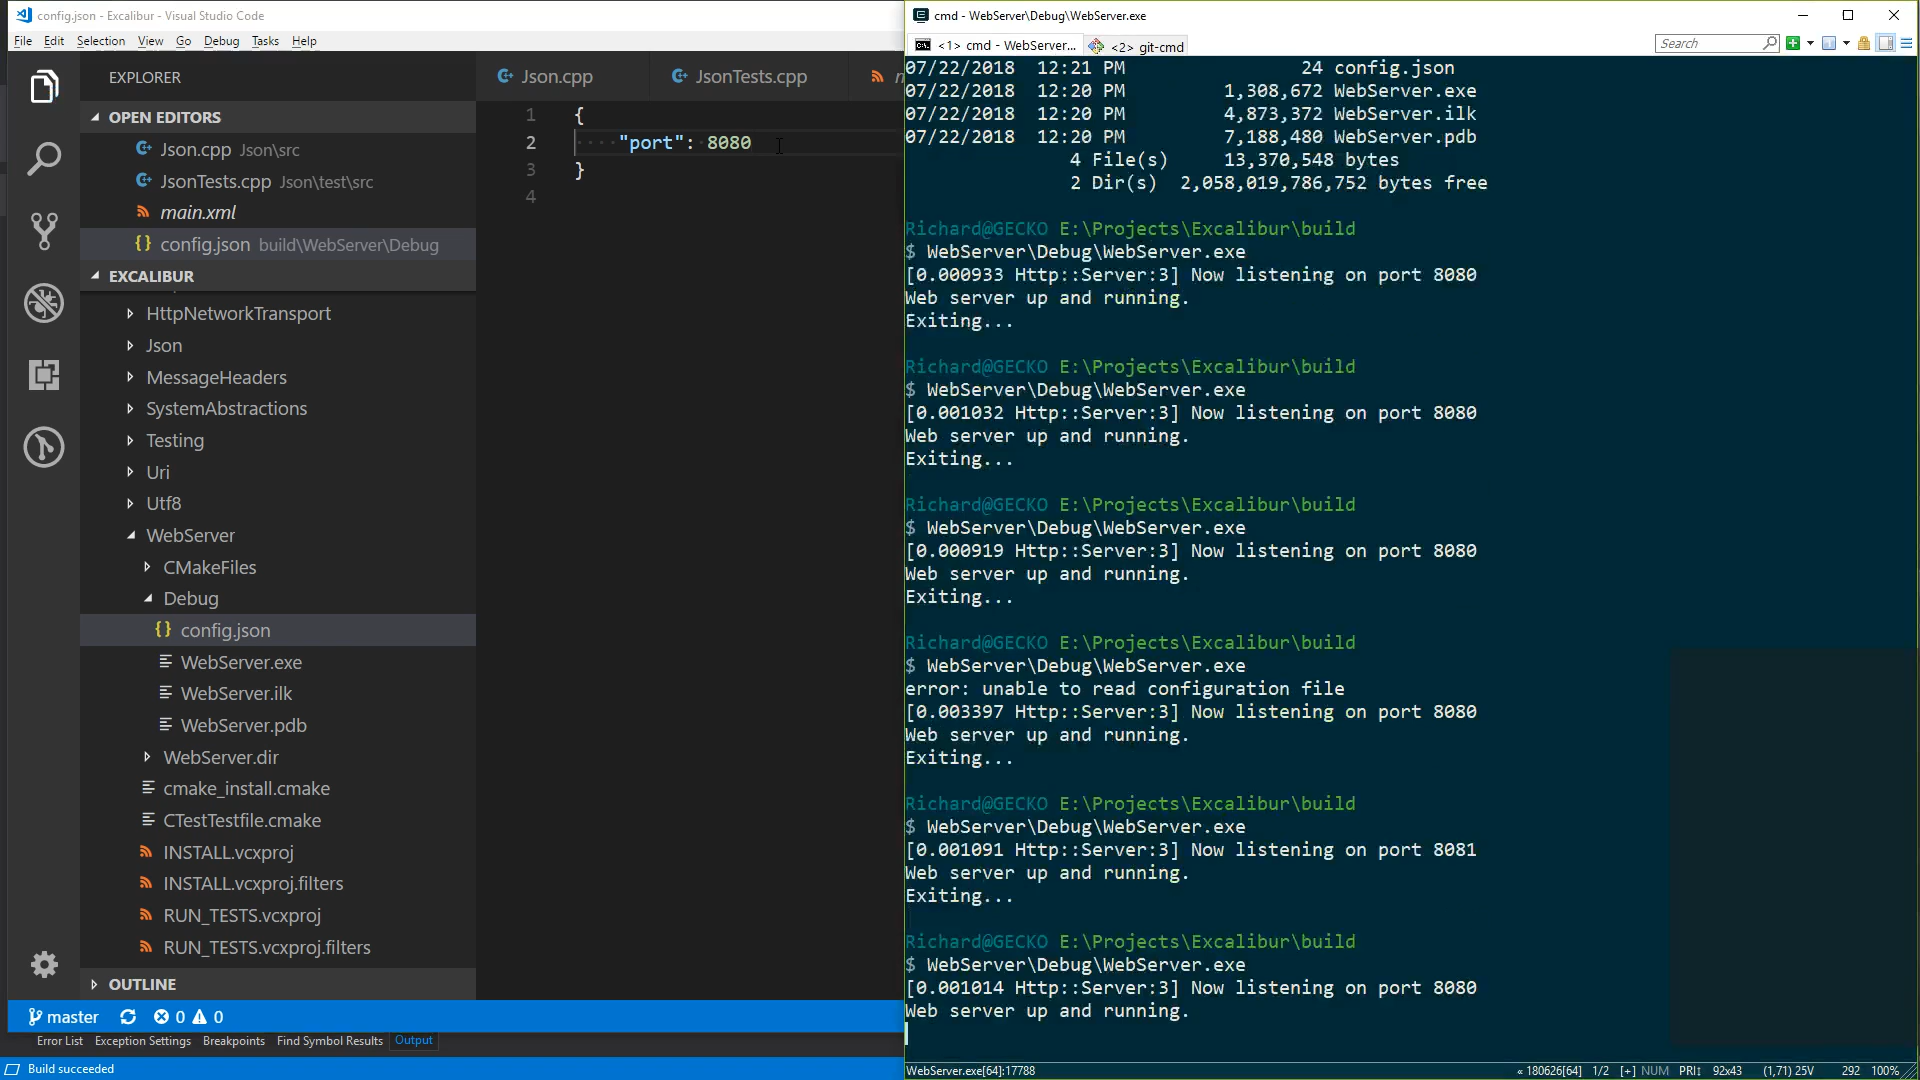 config.json - Excalibur - Visual Studio Code
File Edit Selection View Go Debug Tasks Help
EXPLORER
OPEN EDITORS
Json.cpp Json\src
JsonTests.cpp Json\test\src
main.xml
{} config.json build\WebServer\Debug
EXCALIBUR
HttpNetworkTransport
Json
MessageHeaders
SystemAbstractions
Testing
Uri
Utf8
WebServer
CMakeFiles
Debug
{} config.json
WebServer.exe
WebServer.ilk
WebServer.pdb
WebServer.dir
cmake_install.cmake
CTestTestfile.cmake
INSTALL.vcxproj
INSTALL.vcxproj.filters
RUN_TESTS.vcxproj
RUN_TESTS.vcxproj.filters
OUTLINE
master 0 0
Error List Exception Settings Breakpoints Find Symbol Results Output
Build succeeded
Json.cpp JsonTests.cpp
1 {
2 "port": 8080
3 }
4
cmd - WebServer\Debug\WebServer.exe
<1> cmd - WebServer... <2> git-cmd Search
07/22/2018 12:21 PM 24 config.json
07/22/2018 12:20 PM 1,308,672 WebServer.exe
07/22/2018 12:20 PM 4,873,372 WebServer.ilk
07/22/2018 12:20 PM 7,188,480 WebServer.pdb
4 File(s) 13,370,548 bytes
2 Dir(s) 2,058,019,786,752 bytes free
Richard@GECKO E:\Projects\Excalibur\build
$ WebServer\Debug\WebServer.exe
[0.000933 Http::Server:3] Now listening on port 8080
Web server up and running.
Exiting...
Richard@GECKO E:\Projects\Excalibur\build
$ WebServer\Debug\WebServer.exe
[0.001032 Http::Server:3] Now listening on port 8080
Web server up and running.
Exiting...
Richard@GECKO E:\Projects\Excalibur\build
$ WebServer\Debug\WebServer.exe
[0.000919 Http::Server:3] Now listening on port 8080
Web server up and running.
Exiting...
Richard@GECKO E:\Projects\Excalibur\build
$ WebServer\Debug\WebServer.exe
error: unable to read configuration file
[0.003397 Http::Server:3] Now listening on port 8080
Web server up and running.
Exiting...
Richard@GECKO E:\Projects\Excalibur\build
$ WebServer\Debug\WebServer.exe
[0.001091 Http::Server:3] Now listening on port 8081
Web server up and running.
Exiting...
Richard@GECKO E:\Projects\Excalibur\build
$ WebServer\Debug\WebServer.exe
[0.001014 Http::Server:3] Now listening on port 8080
Web server up and running.
WebServer.exe[64]:17788 « 180626[64] 1/2 [+] NUM PRI↕ 92x43 (1,71) 25V 292 100%